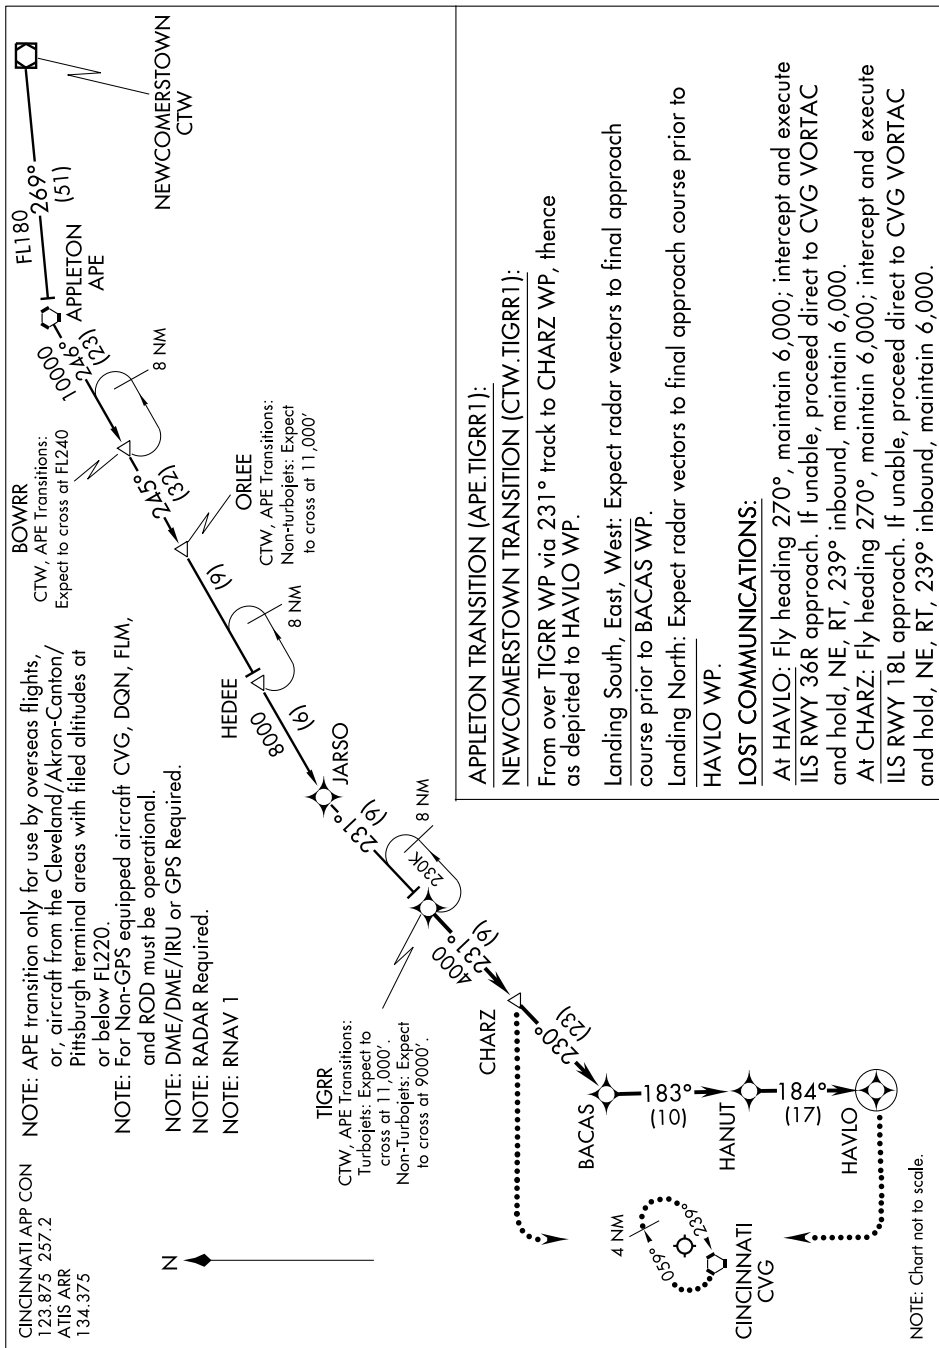 CINCINNATI APP CON
123.875 257.2
ATIS ARR
134.375
NOTE: APE transition only for use by overseas flights,
or, aircraft from the Cleveland/Akron-Canton/
Pittsburgh terminal areas with filed altitudes at
or below FL220.
NOTE: For Non-GPS equipped aircraft CVG, DQN, FLM,
and ROD must be operational.
NOTE: DME/DME/IRU or GPS Required.
NOTE: RADAR Required.
NOTE: RNAV 1
N
NEWCOMERSTOWN
CTW
FL180
269°
(51)
APPLETON
APE
10000
246°
(23)
8 NM
BOWRR
CTW, APE Transitions:
Expect to cross at FL240
245°
(32)
ORLEE
CTW, APE Transitions:
Non-turbojets: Expect
to cross at 11,000'
(9)
8 NM
HEDEE
8000
(6)
JARSO
231°
(9)
8 NM
230K
TIGRR
CTW, APE Transitions:
Turbojets: Expect to
cross at 11,000'.
Non-Turbojets: Expect
to cross at 9000'.
4000
231°
(9)
CHARZ
230°
(23)
BACAS
183°
(10)
HANUT
184°
(17)
HAVLO
4 NM
059°
239°
CINCINNATI
CVG
NOTE: Chart not to scale.
APPLETON TRANSITION (APE.TIGRR1):
NEWCOMERSTOWN TRANSITION (CTW.TIGRR1):
From over TIGRR WP via 231° track to CHARZ WP, thence
as depicted to HAVLO WP.
Landing South, East, West: Expect radar vectors to final approach
course prior to BACAS WP.
Landing North: Expect radar vectors to final approach course prior to
HAVLO WP.
LOST COMMUNICATIONS:
At HAVLO: Fly heading 270°, maintain 6,000; intercept and execute
ILS RWY 36R approach. If unable, proceed direct to CVG VORTAC
and hold, NE, RT, 239° inbound, maintain 6,000.
At CHARZ: Fly heading 270°, maintain 6,000; intercept and execute
ILS RWY 18L approach. If unable, proceed direct to CVG VORTAC
and hold, NE, RT, 239° inbound, maintain 6,000.